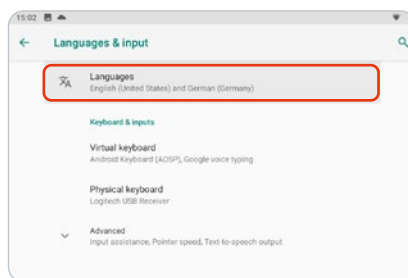 15:02
Languages & input
Languages
English (United States) and German (Germany)
Keyboard & inputs
Virtual keyboard
Android Keyboard (AOSP), Google voice typing
Physical keyboard
Logitech USB Receiver
Advanced
Input assistance, Pointer speed, Text-to-speech output